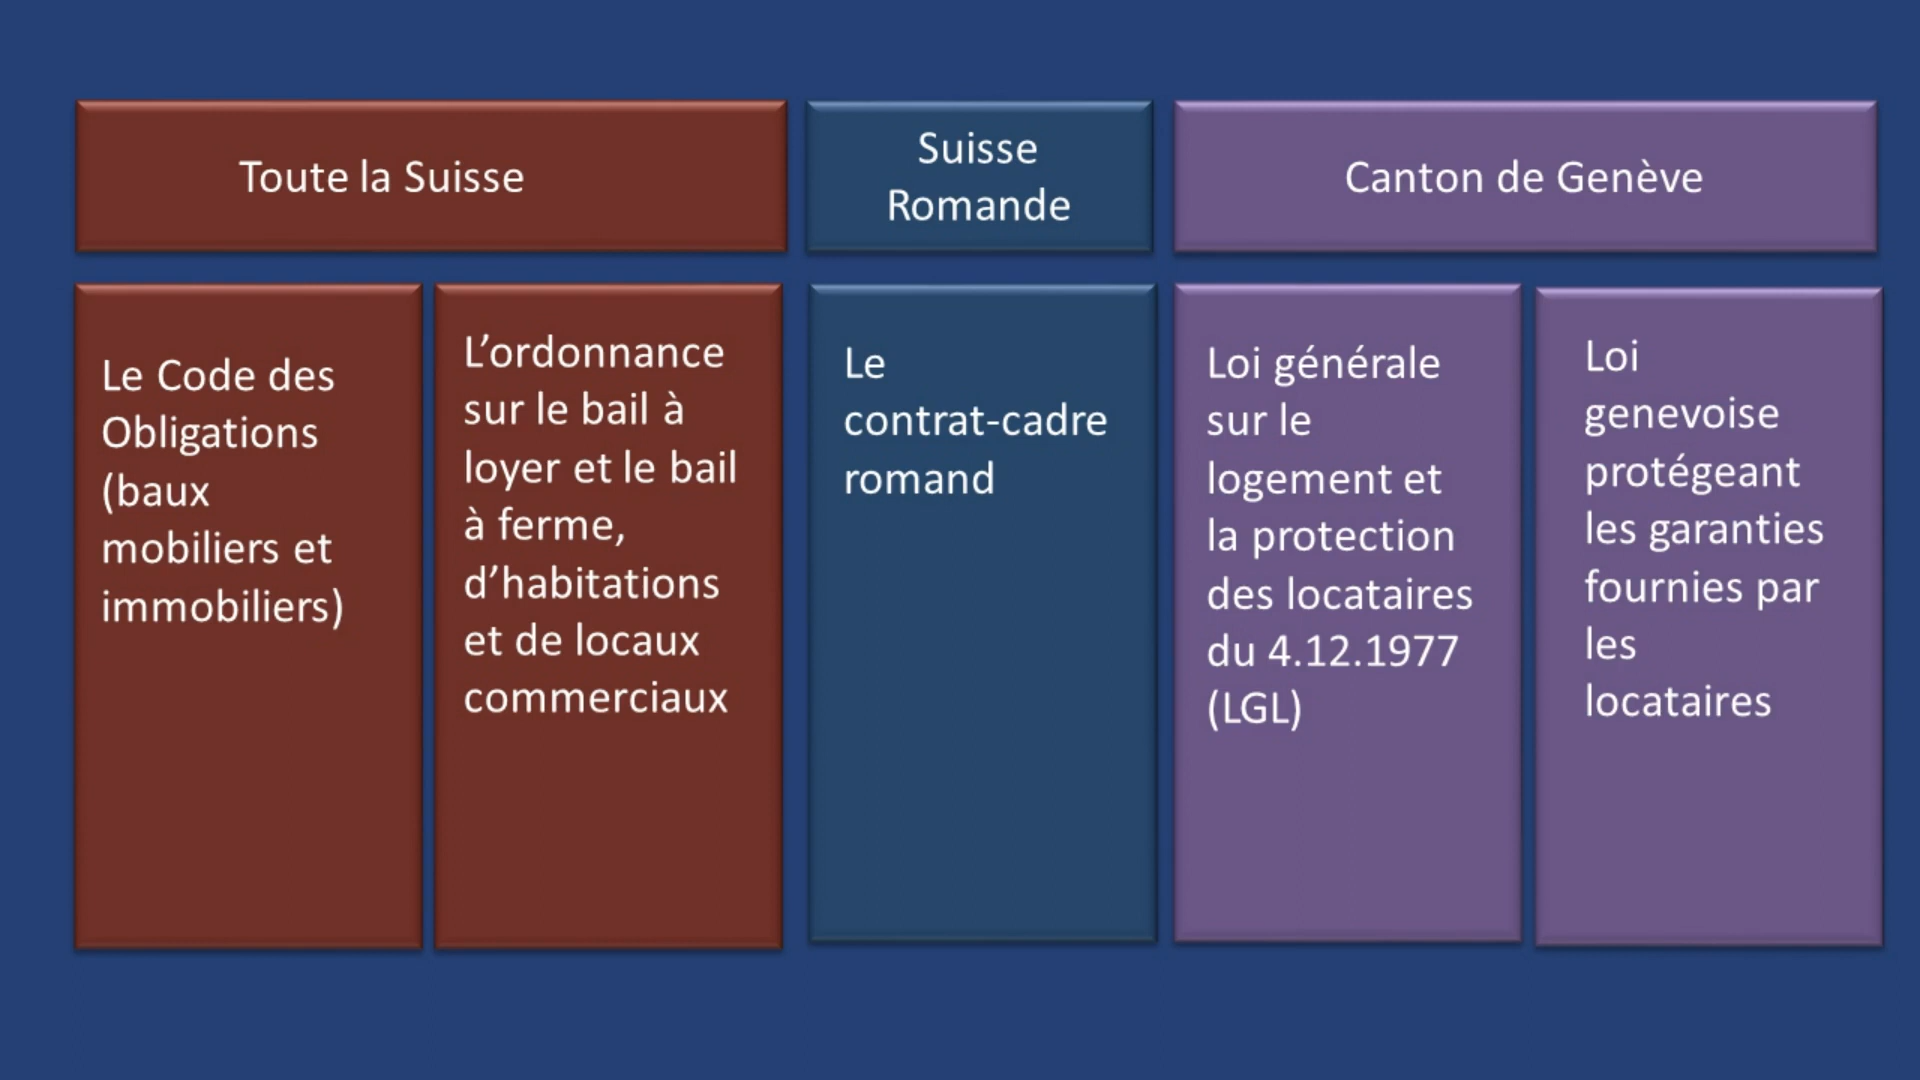 Toute la Suisse
Suisse
Romande
Canton de Genève
Le Code des
Obligations
(baux
mobiliers et
immobiliers)
L’ordonnance
sur le bail à
loyer et le bail
à ferme,
d’habitations
et de locaux
commerciaux
Le
contrat-cadre
romand
Loi générale
sur le
logement et
la protection
des locataires
du 4.12.1977
(LGL)
Loi
genevoise
protégeant
les garanties
fournies par
les
locataires